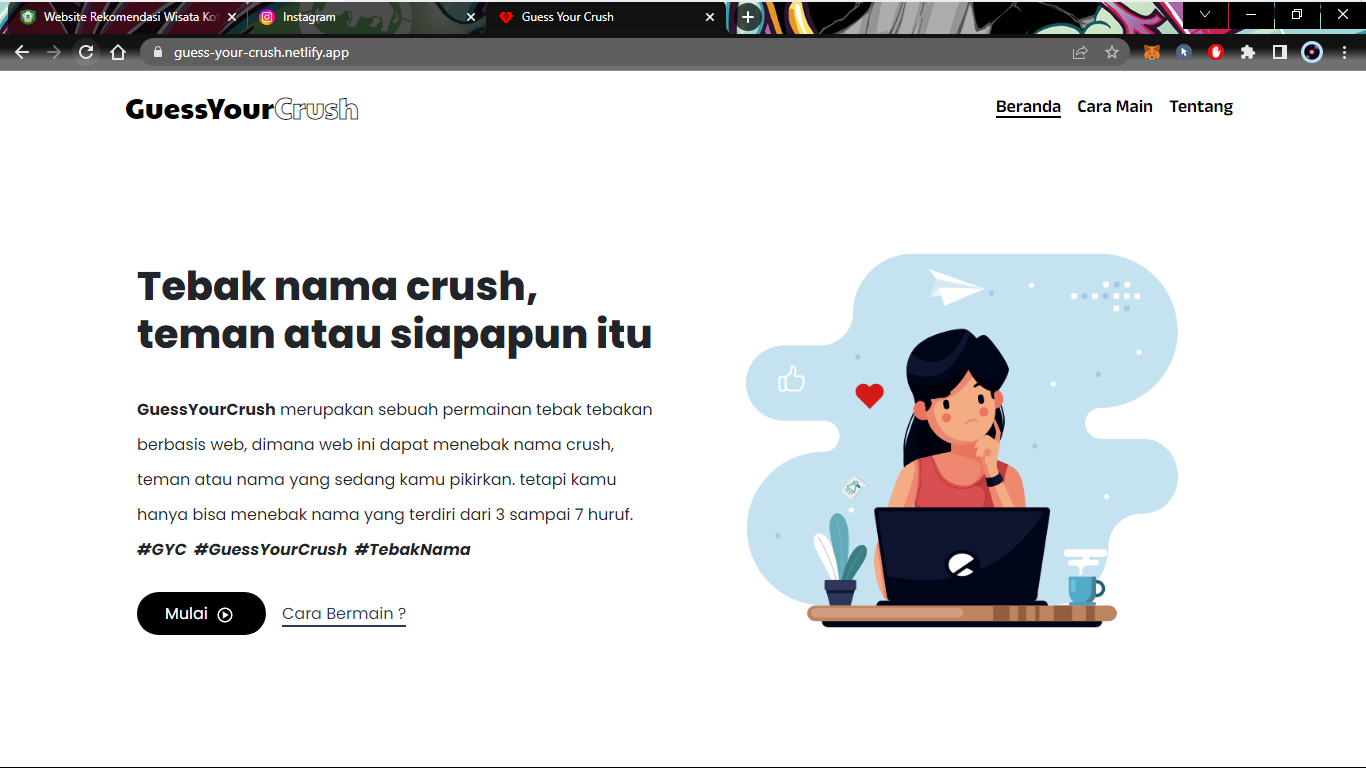 Website Rekomendasi Wisata Kot
Instagram
Guess Your Crush
guess-your-crush.netlify.app
GuessYourCrush
Beranda
Cara Main
Tentang
Tebak nama crush,
teman atau siapapun itu
GuessYourCrush merupakan sebuah permainan tebak tebakan
berbasis web, dimana web ini dapat menebak nama crush,
teman atau nama yang sedang kamu pikirkan. tetapi kamu
hanya bisa menebak nama yang terdiri dari 3 sampai 7 huruf.
#GYC #GuessYourCrush #TebakNama
Mulai
Cara Bermain ?